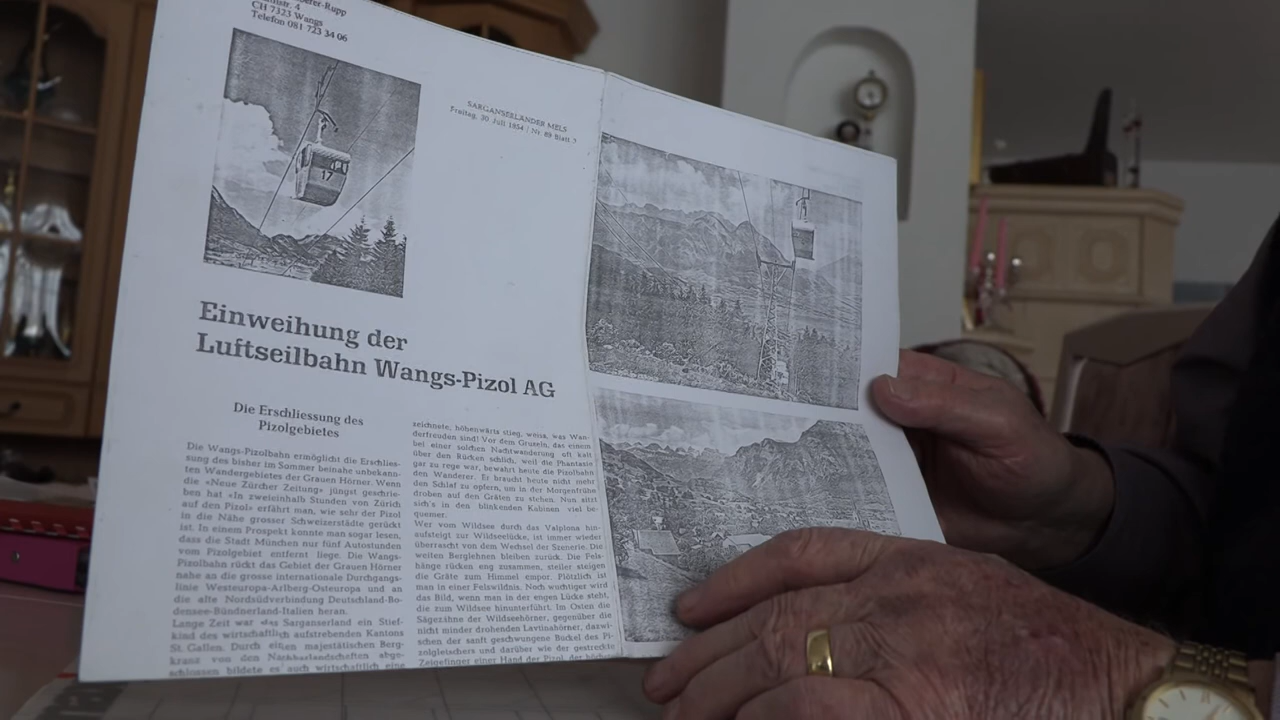 erer-Rupp
str. 4
CH 7323 Wangs
Telefon 081 723 34 06
17
SARGANSERLÄNDER MELS
Freitag, 30 Juli 1954 / Nr. 89 Blatt
Einweihung der
Luftseilbahn Wangs-Pizol AG
Die Erschliessung des
Pizolgebietes
Die Wangs-Pizolbahn ermöglicht die Erschlies-
sung des bisher im Sommer beinahe unbekann-
ten Wandergebietes der Grauen Hörner. Wenn
die «Neue Zürcher Zeitung» jüngst geschrie-
ben hat «In zweieinhalb Stunden von Zürich
auf den Pizol» erfährt man, wie sehr der Pizol
in die Nähe grosser Schweizerstädte gerückt
ist. In einem Prospekt konnte man sogar lesen,
dass die Stadt München nur fünf Autostunden
vom Pizolgebiet entfernt liege. Die Wangs-
Pizolbahn rückt das Gebiet der Grauen Hörner
nahe an die grosse internationale Durchgangs-
linie Westeuropa-Arlberg-Osteuropa und an
die alte Nordsüdverbindung Deutschland-Bo-
densee-Bündnerland-Italien heran.
Lange Zeit war das Sarganserland ein Stief-
kind des wirtschaftlich aufstrebenden Kantons
St. Gallen. Durch einen majestätischen Berg-
kranz von den Nachbarlandschaften abge-
schlossen bildete es auch wirtschaftlich eine
zeichnete, höhenwärts stieg, weiss, was Wan-
derfreuden sind! Vor dem Gruseln, das einem
bei einer solchen Nachtwanderung oft kalt
über den Rücken schlich, weil die Phantasie
gar zu rege war, bewahrt heute die Pizolbahn
den Wanderer. Er braucht heute nicht mehr
den Schlaf zu opfern, um in der Morgenfrühe
droben auf den Gräten zu stehen. Nun sitzt
sich's in den blinkenden Kabinen viel be-
quemer.
Wer vom Wildsee durch das Valplona hin-
aufsteigt zur Wildseelücke, ist immer wieder
überrascht vom dem Wechsel der Szenerie. Die
weiten Berglehnen bleiben zurück. Die Fels-
hänge rücken eng zusammen, steiler steigen
die Gräte zum Himmel empor. Plötzlich ist
man in einer Felswildnis. Noch wuchtiger wird
das Bild, wenn man in der engen Lücke steht,
die zum Wildsee hinunterführt. Im Osten die
Sägezähne der Wildseehörner, gegenüber die
nicht minder drohenden Lavtinahörner, dazwi-
schen der sanft geschwungene Buckel des Pi-
zolgletschers und darüber wie der gestreckte
Zeigefinger einer Hand der Pizol, der höchste